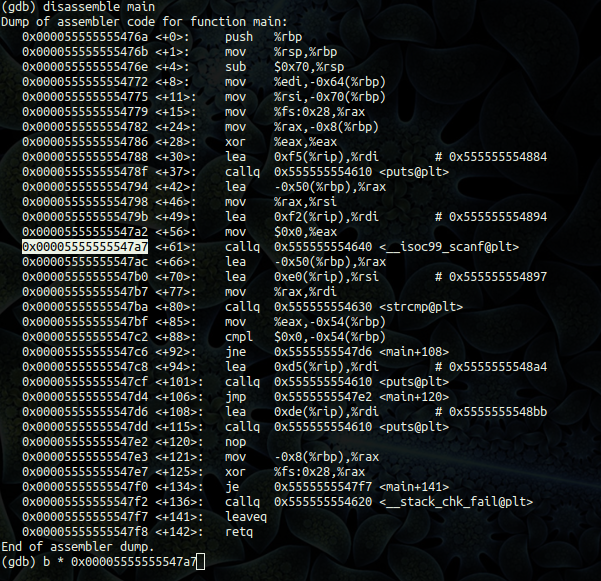 (gdb) disassemble main
Dump of assembler code for function main:
0x000055555555476a <+0>: push %rbp
0x000055555555476b <+1>: mov %rsp,%rbp
0x000055555555476e <+4>: sub $0x70,%rsp
0x0000555555554772 <+8>: mov %edi,-0x64(%rbp)
0x0000555555554775 <+11>: mov %rsi,-0x70(%rbp)
0x0000555555554779 <+15>: mov %fs:0x28,%rax
0x0000555555554782 <+24>: mov %rax,-0x8(%rbp)
0x0000555555554786 <+28>: xor %eax,%eax
0x0000555555554788 <+30>: lea 0xf5(%rip),%rdi # 0x555555554884
0x000055555555478f <+37>: callq 0x555555554610 <puts@plt>
0x0000555555554794 <+42>: lea -0x50(%rbp),%rax
0x0000555555554798 <+46>: mov %rax,%rsi
0x000055555555479b <+49>: lea 0xf2(%rip),%rdi # 0x555555554894
0x00005555555547a2 <+56>: mov $0x0,%eax
0x00005555555547a7 <+61>: callq 0x555555554640 <__isoc99_scanf@plt>
0x00005555555547ac <+66>: lea -0x50(%rbp),%rax
0x00005555555547b0 <+70>: lea 0xe0(%rip),%rsi # 0x555555554897
0x00005555555547b7 <+77>: mov %rax,%rdi
0x00005555555547ba <+80>: callq 0x555555554630 <strcmp@plt>
0x00005555555547bf <+85>: mov %eax,-0x54(%rbp)
0x00005555555547c2 <+88>: cmpl $0x0,-0x54(%rbp)
0x00005555555547c6 <+92>: jne 0x5555555547d6 <main+108>
0x00005555555547c8 <+94>: lea 0xd5(%rip),%rdi # 0x5555555548a4
0x00005555555547cf <+101>: callq 0x555555554610 <puts@plt>
0x00005555555547d4 <+106>: jmp 0x5555555547e2 <main+120>
0x00005555555547d6 <+108>: lea 0xde(%rip),%rdi # 0x5555555548bb
0x00005555555547dd <+115>: callq 0x555555554610 <puts@plt>
0x00005555555547e2 <+120>: nop
0x00005555555547e3 <+121>: mov -0x8(%rbp),%rax
0x00005555555547e7 <+125>: xor %fs:0x28,%rax
0x00005555555547f0 <+134>: je 0x5555555547f7 <main+141>
0x00005555555547f2 <+136>: callq 0x555555554620 <__stack_chk_fail@plt>
0x00005555555547f7 <+141>: leaveq
0x00005555555547f8 <+142>: retq
End of assembler dump.
(gdb) b * 0x00005555555547a7